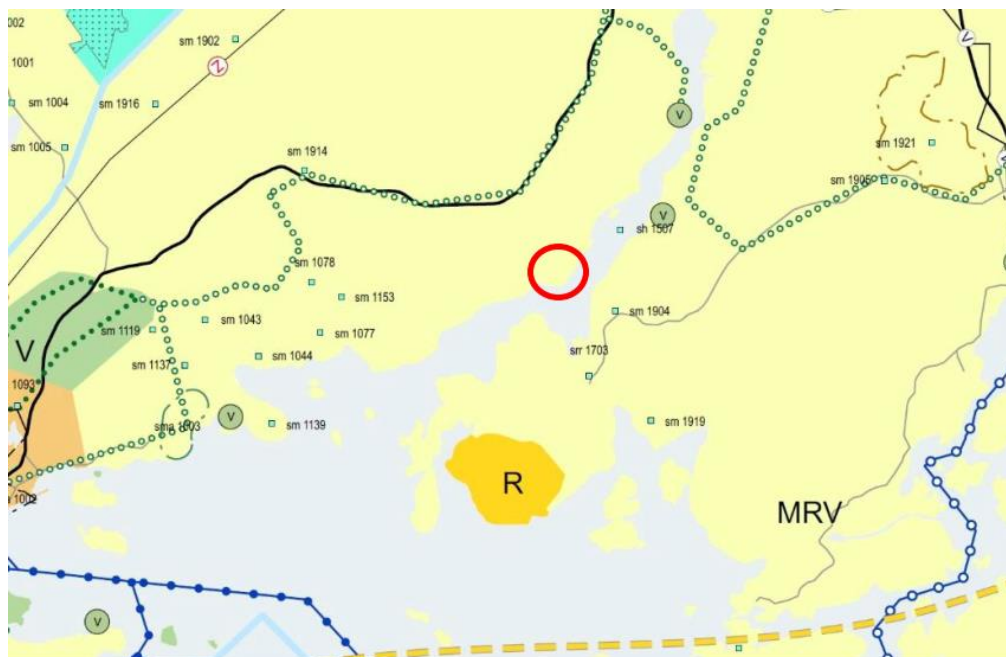 002
sm 1902
V
1001
Z
sm 1004
sm 1916
V
sm 1005
sm 1921
sm 1914
sm 1905
V
sh 1507
sm 1078
sm 1153
sm 1043
sm 1904
sm 1119
sm 1077
V
sm 1044
srr 1703
sm 1137
1093
V
sm 1919
sm 1139
R
1002
MRV
V